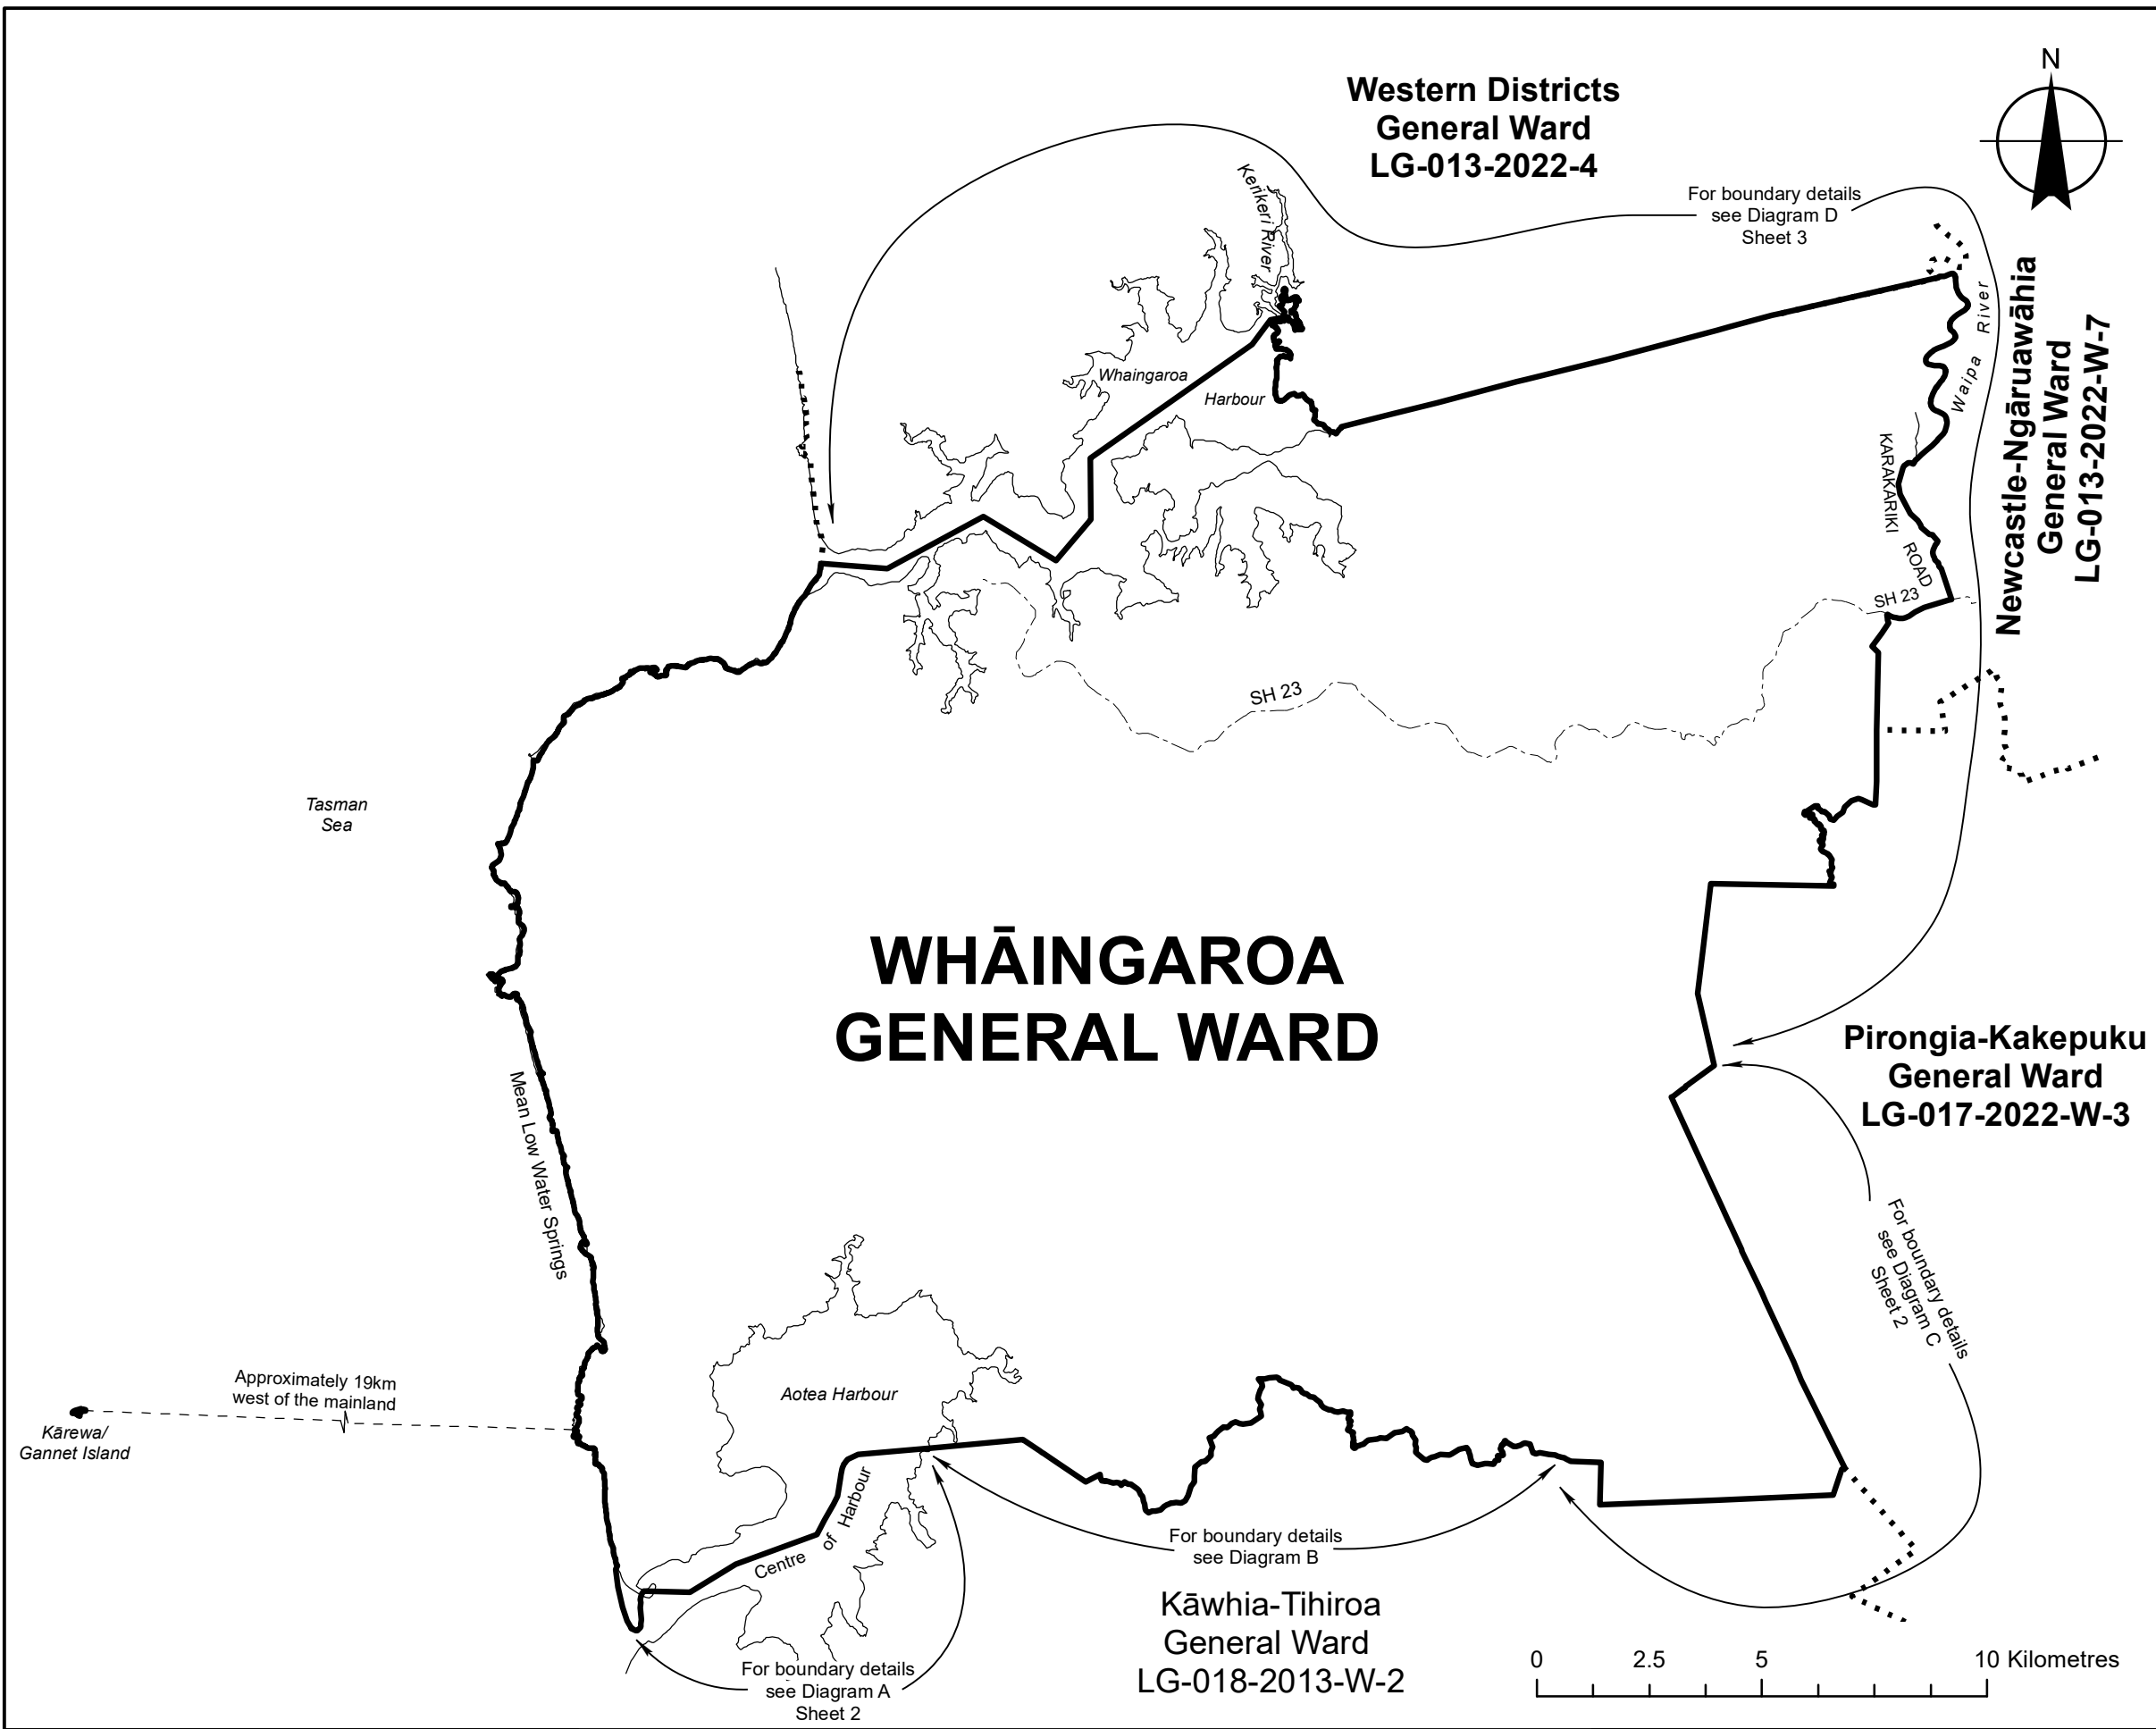 N
Western Districts
General Ward
LG-013-2022-4
For boundary details
see Diagram D
Sheet 3
Kerikeri River
Whaingaroa
Harbour
Waipa River
Newcastle-Ngāruawāhia
General Ward
LG-013-2022-W-7
KARAKARIKI ROAD
SH 23
SH 23
Tasman
Sea
WHĀINGAROA
GENERAL WARD
Pirongia-Kakepuku
General Ward
LG-017-2022-W-3
Mean Low Water Springs
For boundary details
see Diagram C
Sheet 2
Approximately 19km
west of the mainland
Kārewa/
Gannet Island
Aotea Harbour
Centre of Harbour
For boundary details
see Diagram B
Kāwhia-Tihiroa
General Ward
LG-018-2013-W-2
For boundary details
see Diagram A
Sheet 2
0 2.5 5 10 Kilometres